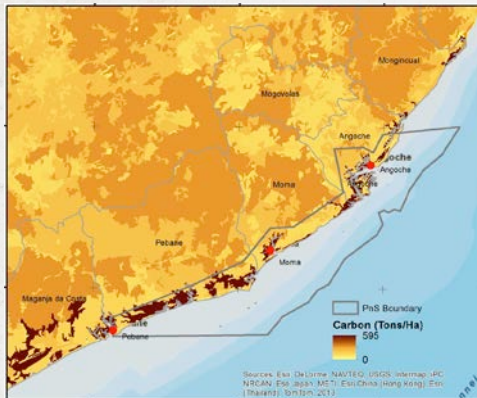 Mongincual
Mogovolas
Angoche
oche
Angoche
Moma
Moma
Pebane
Maganja da Costa
Pebane
PnS Boundary
Carbon (Tons/Ha)
595
0
Sources: Esri, DeLorme, NAVTEQ, USGS, Intermap, iPC,
NRCAN, Esri Japan, METI, Esri China (Hong Kong), Esri
(Thailand), TomTom, 2013